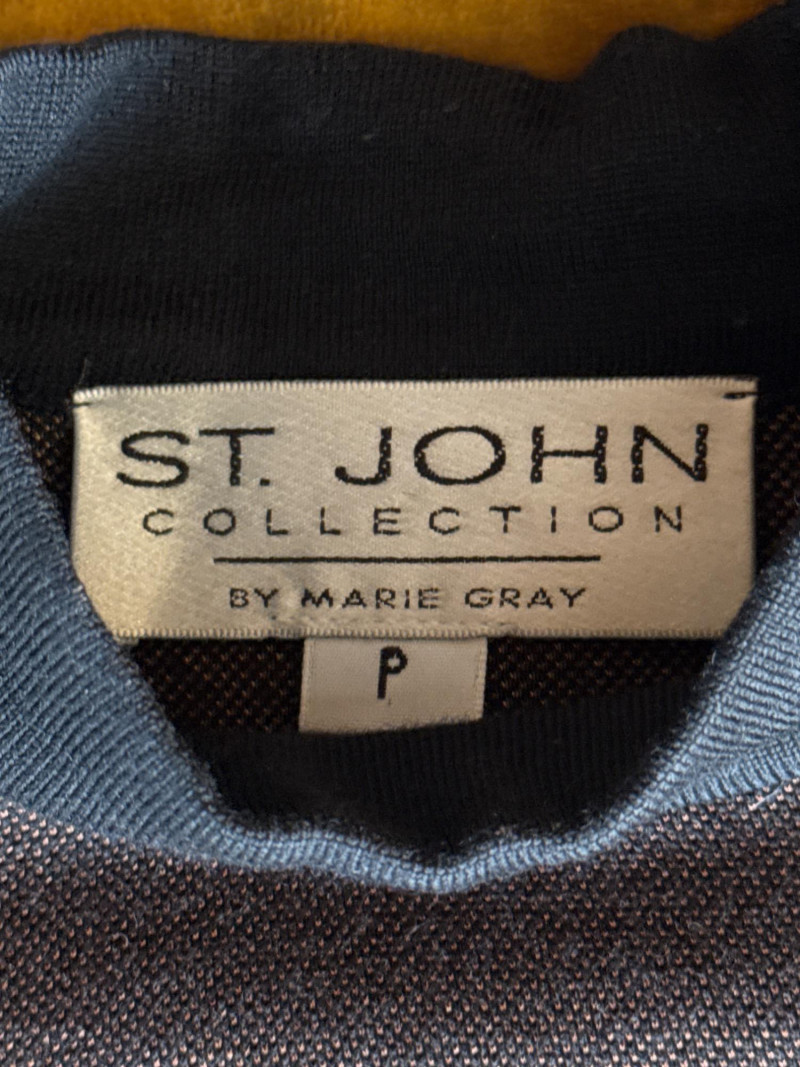 ST. JOHN
COLLECTION
BY MARIE GRAY
P